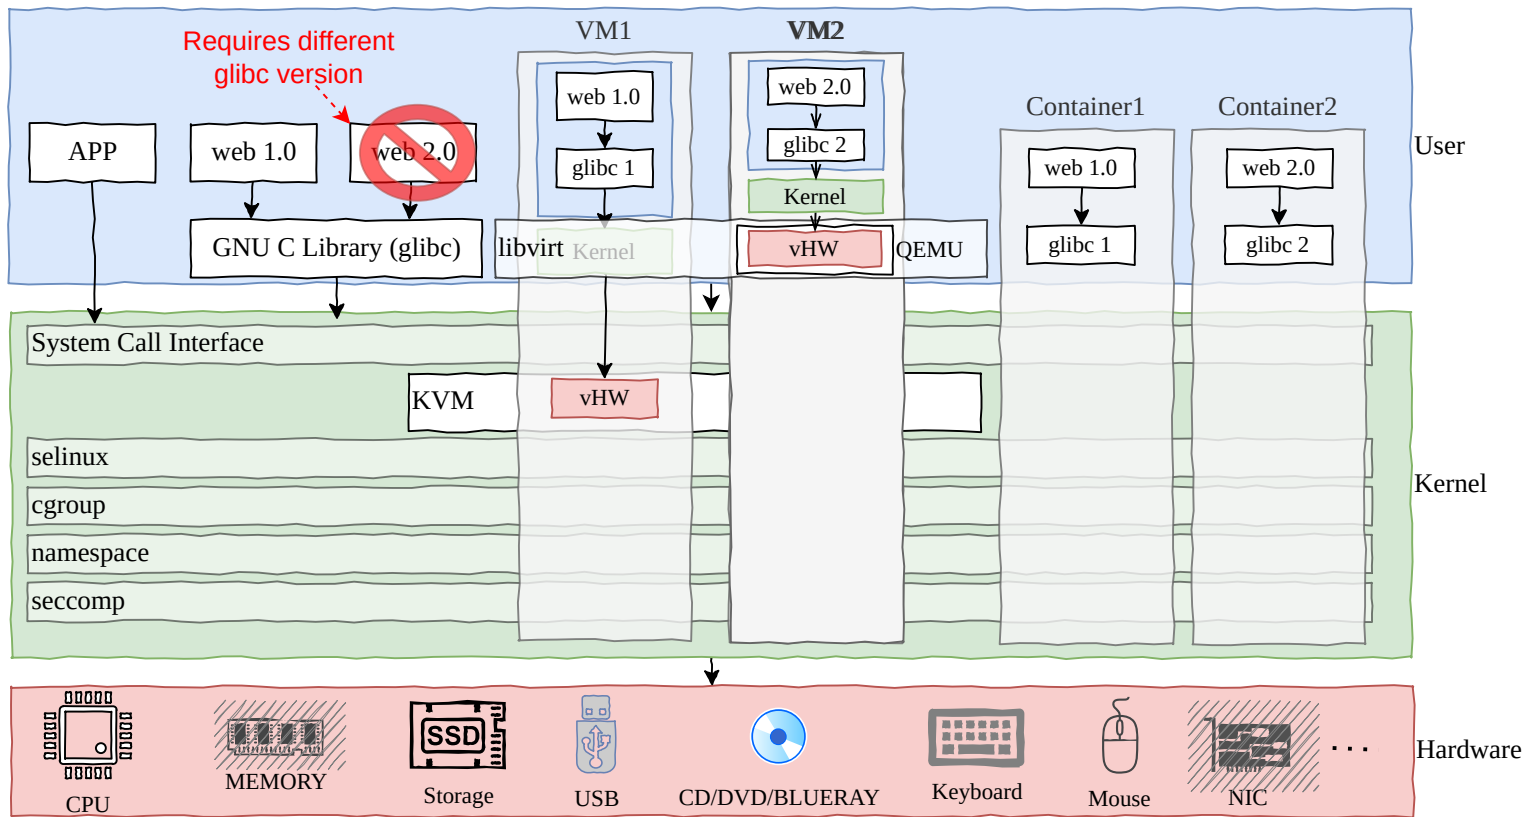 Requires different
glibc version
VM1
VM2
APP
web 1.0
web 2.0
GNU C Library (glibc)
web 1.0
glibc 1
libvirt
Kernel
web 2.0
glibc 2
Kernel
vHW
QEMU
Container1
web 1.0
glibc 1
Container2
web 2.0
glibc 2
User
System Call Interface
KVM
vHW
selinux
cgroup
namespace
seccomp
Kernel
SSD
CPU
MEMORY
Storage
USB
CD/DVD/BLUERAY
Keyboard
Mouse
NIC
. . . .
Hardware